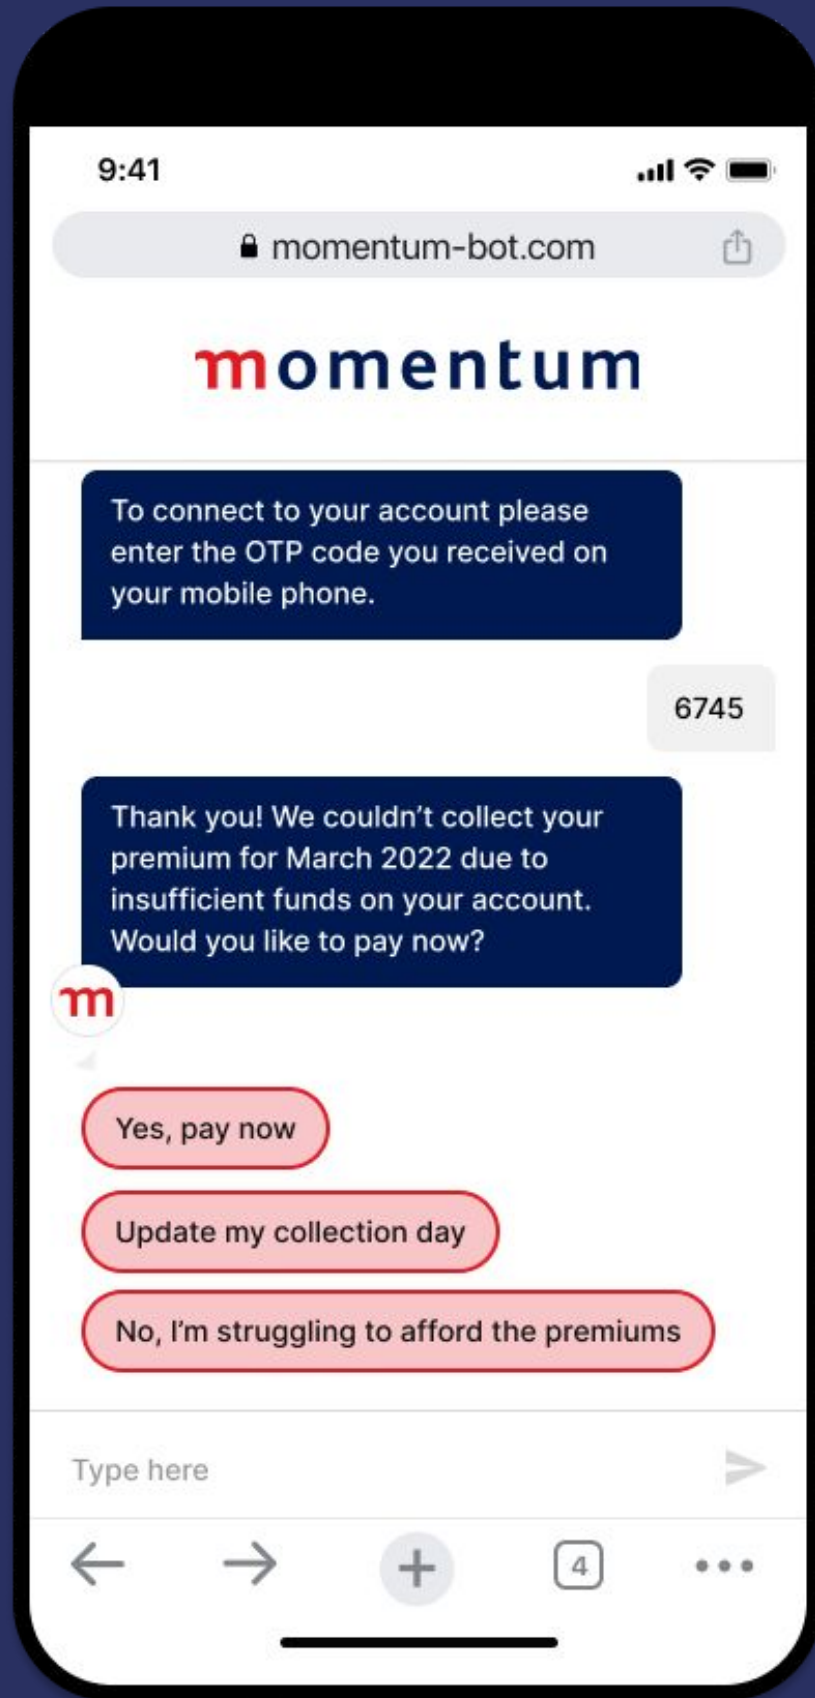 9:41
momentum-bot.com
momentum
To connect to your account please
enter the OTP code you received on
your mobile phone.
6745
Thank you! We couldn’t collect your
premium for March 2022 due to
insufficient funds on your account.
Would you like to pay now?
m
Yes, pay now
Update my collection day
No, I’m struggling to afford the premiums
Type here
4